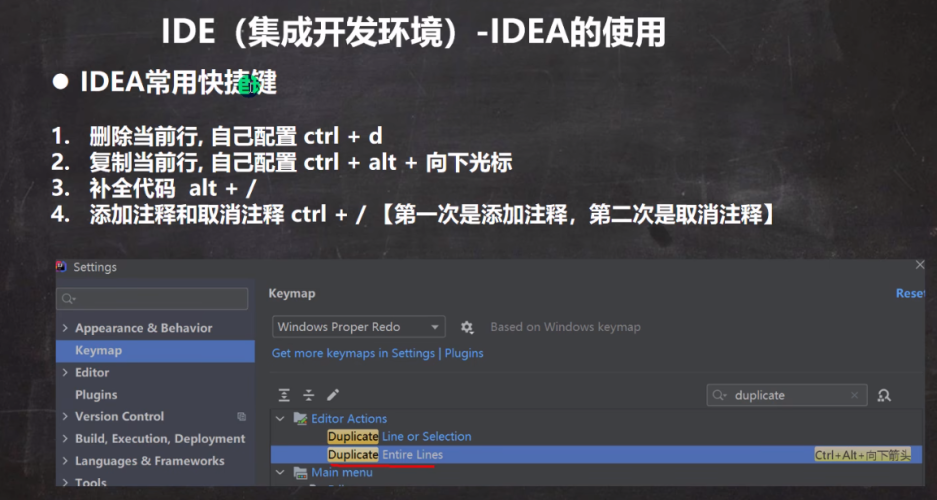 IDE（集成开发环境）-IDEA的使用
● IDEA常用快捷键
1. 删除当前行, 自己配置 ctrl + d
2. 复制当前行, 自己配置 ctrl + alt + 向下光标
3. 补全代码 alt + /
4. 添加注释和取消注释 ctrl + / 【第一次是添加注释，第二次是取消注释】
Settings
Keymap
Reset
Appearance & Behavior
Windows Proper Redo
Based on Windows keymap
Keymap
Get more keymaps in Settings | Plugins
Editor
Plugins
duplicate
Version Control
Editor Actions
Build, Execution, Deployment
Duplicate Line or Selection
Duplicate Entire Lines
Ctrl+Alt+向下箭头
Languages & Frameworks
Main menu
Tools